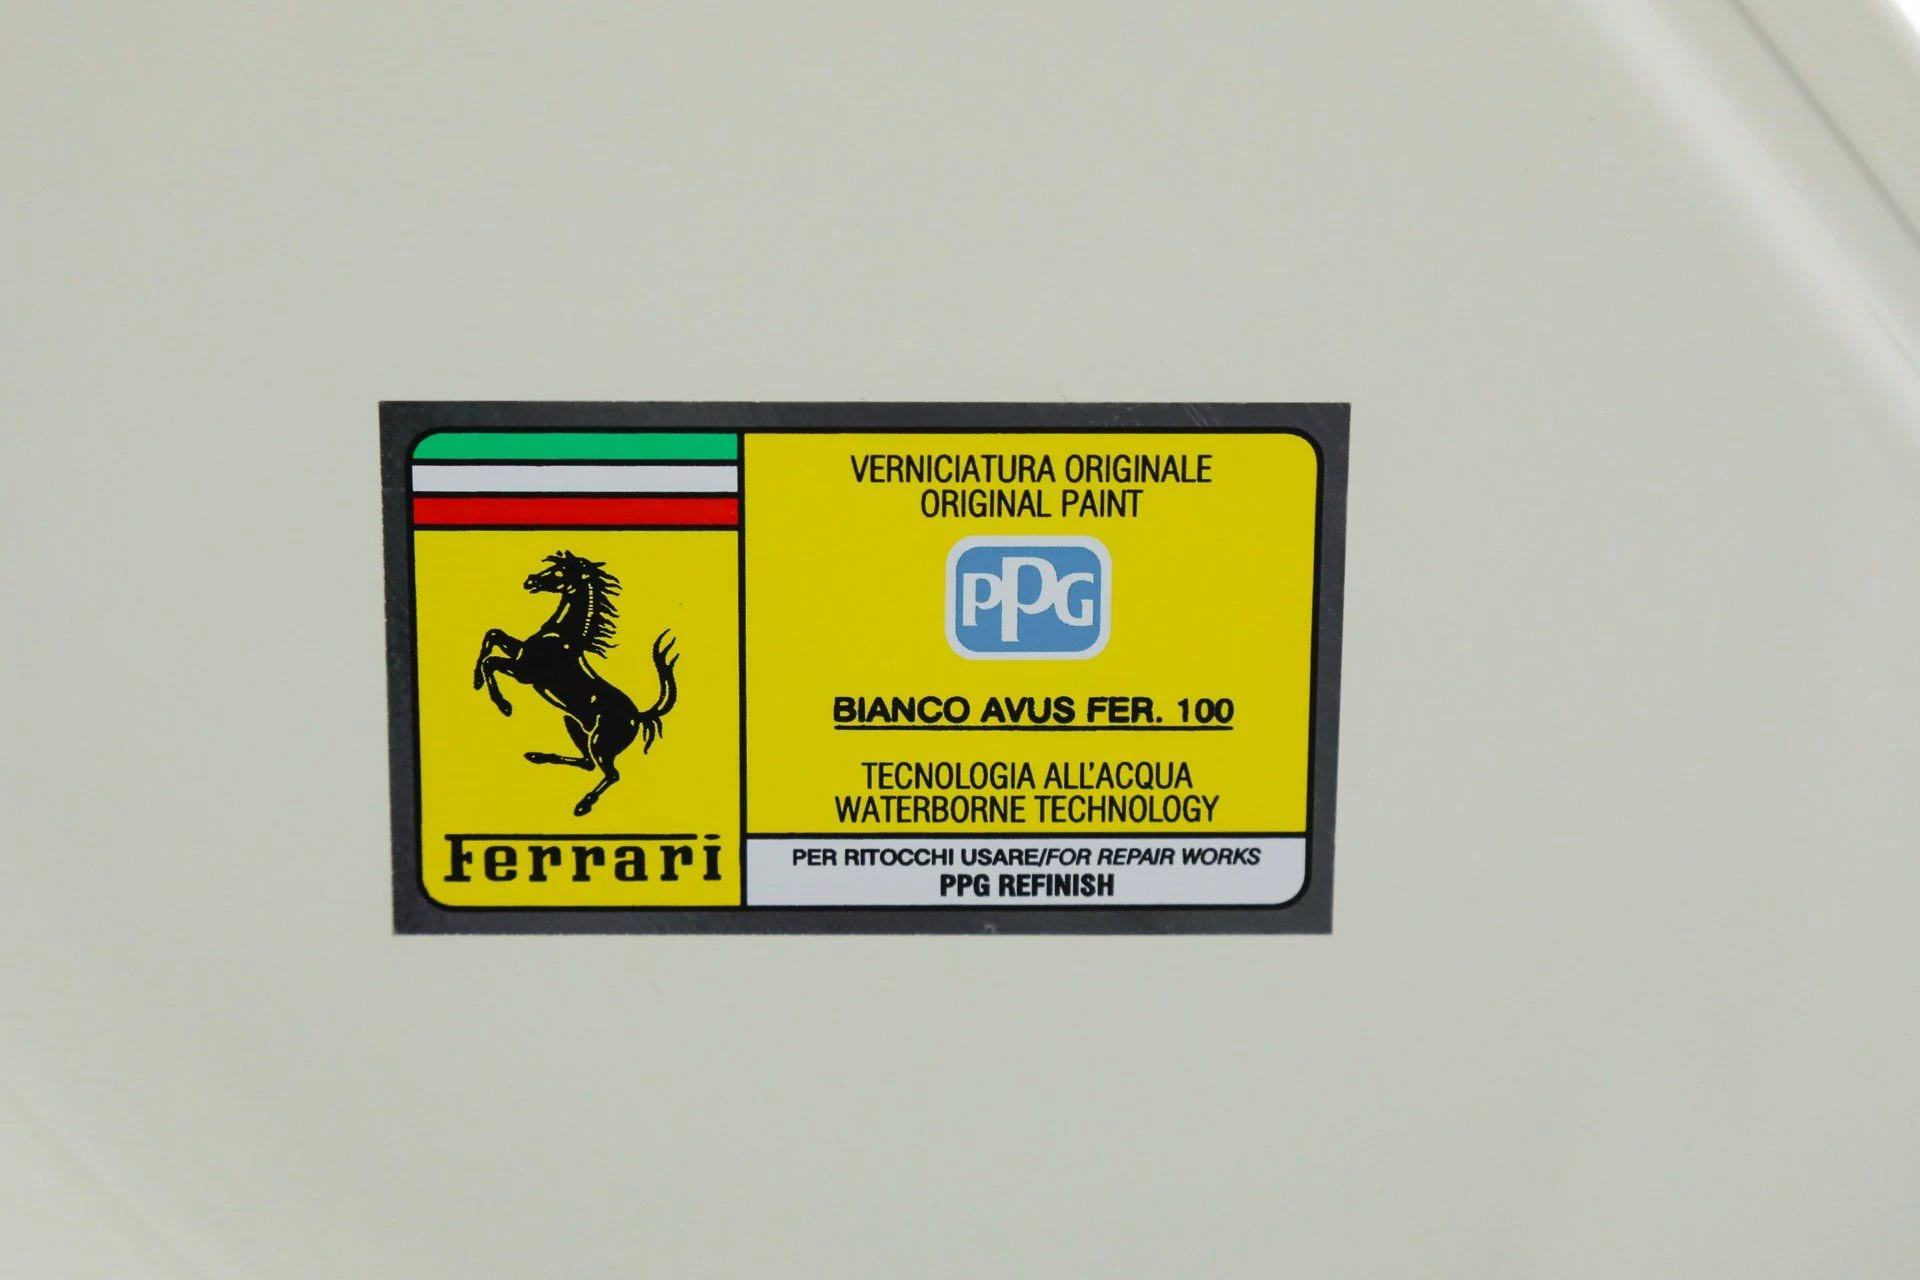 Ferrari
VERNICIATURA ORIGINALE
ORIGINAL PAINT
PPG
BIANCO AVUS FER. 100
TECNOLOGIA ALL'ACQUA
WATERBORNE TECHNOLOGY
PER RITOCCHI USARE/FOR REPAIR WORKS
PPG REFINISH